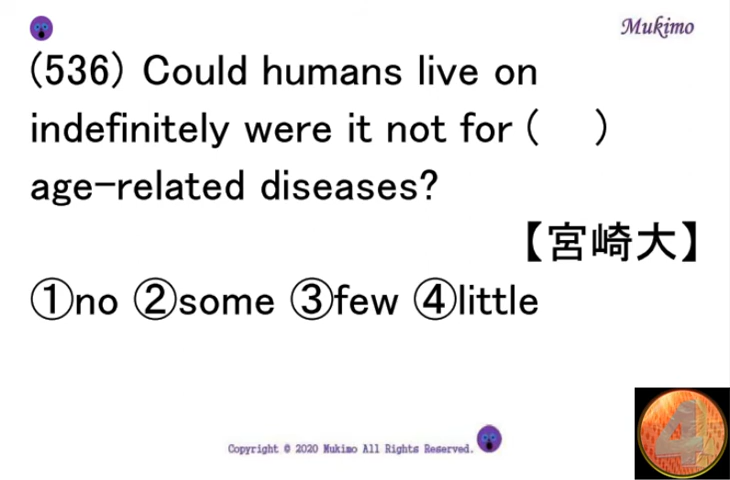 Mukimo
(536) Could humans live on
indefinitely were it not for (　)
age-related diseases?
【宮崎大】
①no ②some ③few ④little
4
Copyright © 2020 Mukimo All Rights Reserved.